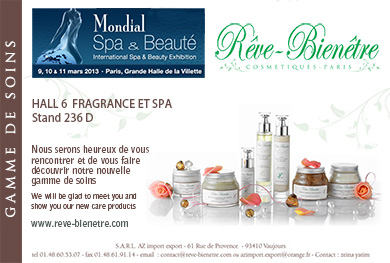 GAMME DE SOINS
Mondial
Spa & Beauté
International Spa & Beauty Exhibition
9, 10 & 11 mars 2013 - Paris, Grande Halle de la Villette
Rêve-Bienêtre
COSMETIQUES-PARIS
HALL 6 FRAGRANCE ET SPA
Stand 236 D
Nous serons heureux de vous
rencontrer et de vous faire
découvrir notre nouvelle
gamme de soins
We will be glad to meet you and
show you our new care products
www.reve-bienetre.com
S.A.R.L. AZ import export - 61 Rue de Provence - 93410 Vaujours
tel 01.48.60.53.07 - fax 01.48.61.91.14 - email : contact@reve-bienetre.com ou azimport.export@orange.fr - Contact : zeina yatim